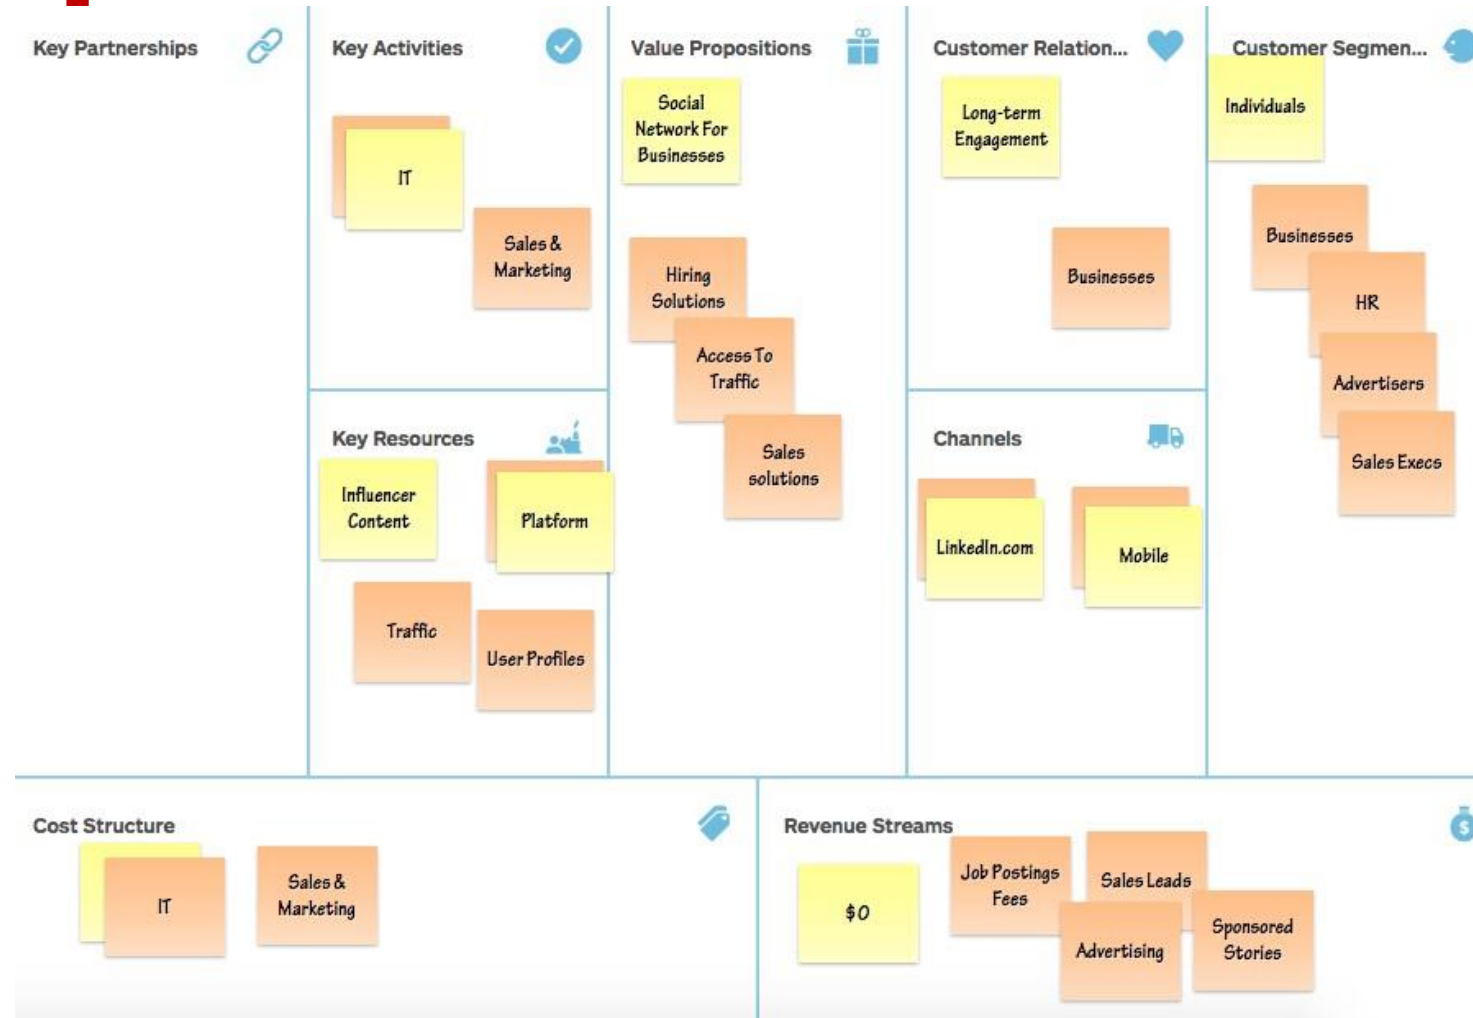 Key Partnerships
Key Activities
IT
Sales &
Marketing
Key Resources
Influencer
Content
Platform
Traffic
User Profiles
Value Propositions
Social
Network For
Businesses
Hiring
Solutions
Access To
Traffic
Sales
solutions
Customer Relation...
Long-term
Engagement
Businesses
Channels
LinkedIn.com
Mobile
Customer Segmen...
Individuals
Businesses
HR
Advertisers
Sales Execs
Cost Structure
IT
Sales &
Marketing
Revenue Streams
$0
Job Postings
Fees
Sales Leads
Advertising
Sponsored
Stories